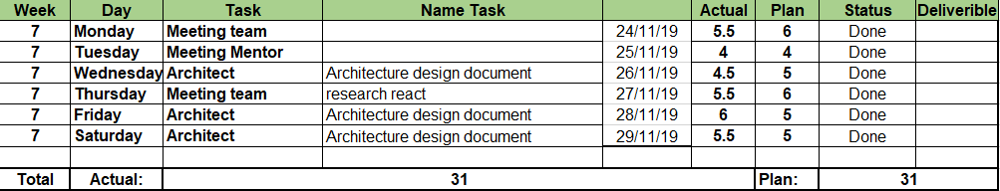 Week Day Task Name Task Actual Plan Status Deliverible
7 Monday Meeting team 24/11/19 5.5 6 Done
7 Tuesday Meeting Mentor 25/11/19 4 4 Done
7 Wednesday Architect Architecture design document 26/11/19 4.5 5 Done
7 Thursday Meeting team research react 27/11/19 5.5 6 Done
7 Friday Architect Architecture design document 28/11/19 6 5 Done
7 Saturday Architect Architecture design document 29/11/19 5.5 5 Done
Total Actual: 31 Plan: 31